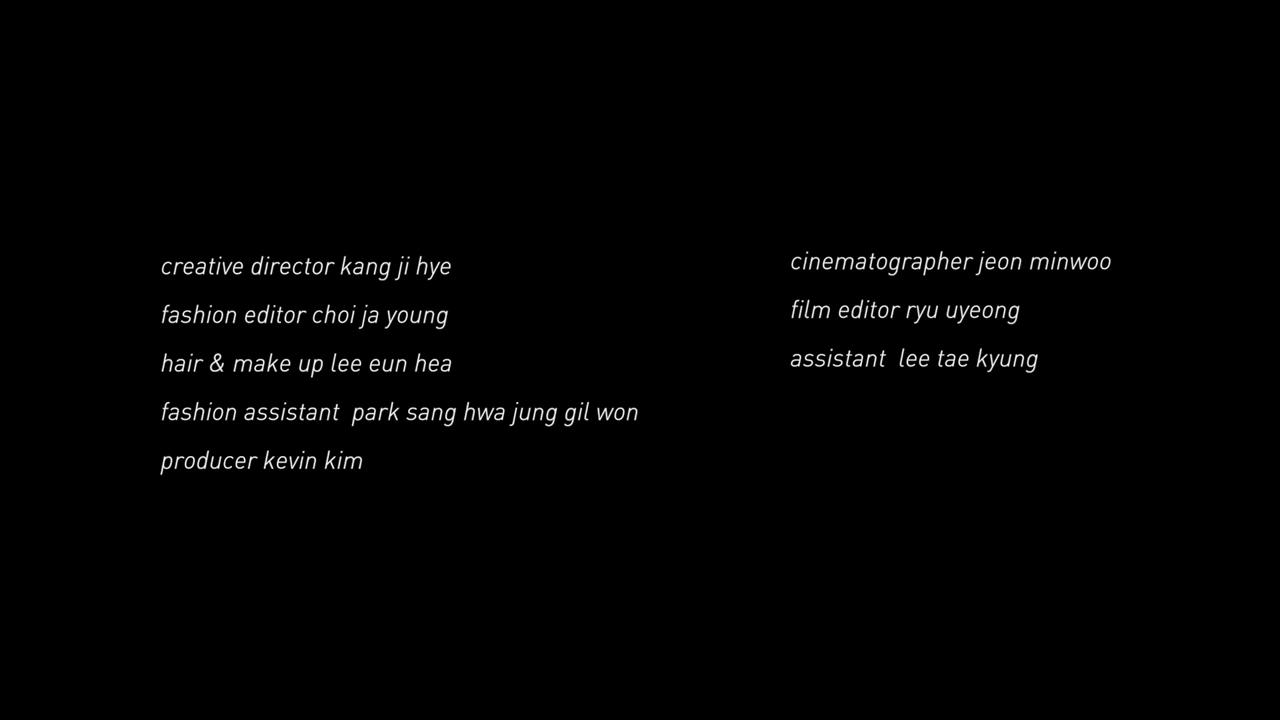 creative director kang ji hye
fashion editor choi ja young
hair & make up lee eun hea
fashion assistant  park sang hwa jung gil won
producer kevin kim
cinematographer jeon minwoo
film editor ryu uyeong
assistant  lee tae kyung